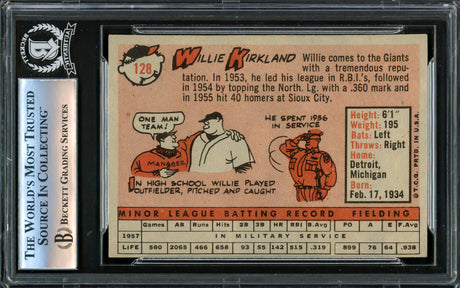 BECKETT
AUTHENTICATION SERVICES
THE WORLD'S MOST TRUSTED
SOURCE IN COLLECTING™
BECKETT GRADING SERVICES
128
WILLIE KIRKLAND
Willie comes to the Giants
with a tremendous repu-
tation. In 1953, he led his league in R.B.I.'s, followed
in 1954 by topping the North. Lg. with a .360 mark and
in 1955 hit 40 homers at Sioux City.
ONE MAN
TEAM!
MANAGER
IN HIGH SCHOOL WILLIE PLAYED
OUTFIELDER, PITCHED AND CAUGHT
HE SPENT 1956
IN SERVICE
Height: 6'1"
Weight: 195
Bats: Left
Throws: Right
Home:
Detroit,
Michigan
Born:
Feb. 17, 1934
©T.C.G. PRTD. IN U.S.A.
MINOR LEAGUE BATTING RECORD FIELDING
Games AB Runs Hits 2B 3B HR RBI B.Avg. PO A E F.Avg
1957 IN MILITARY SERVICE
LIFE 560 2065 466 658 93 55 142 515 .319 899 76 64 .938